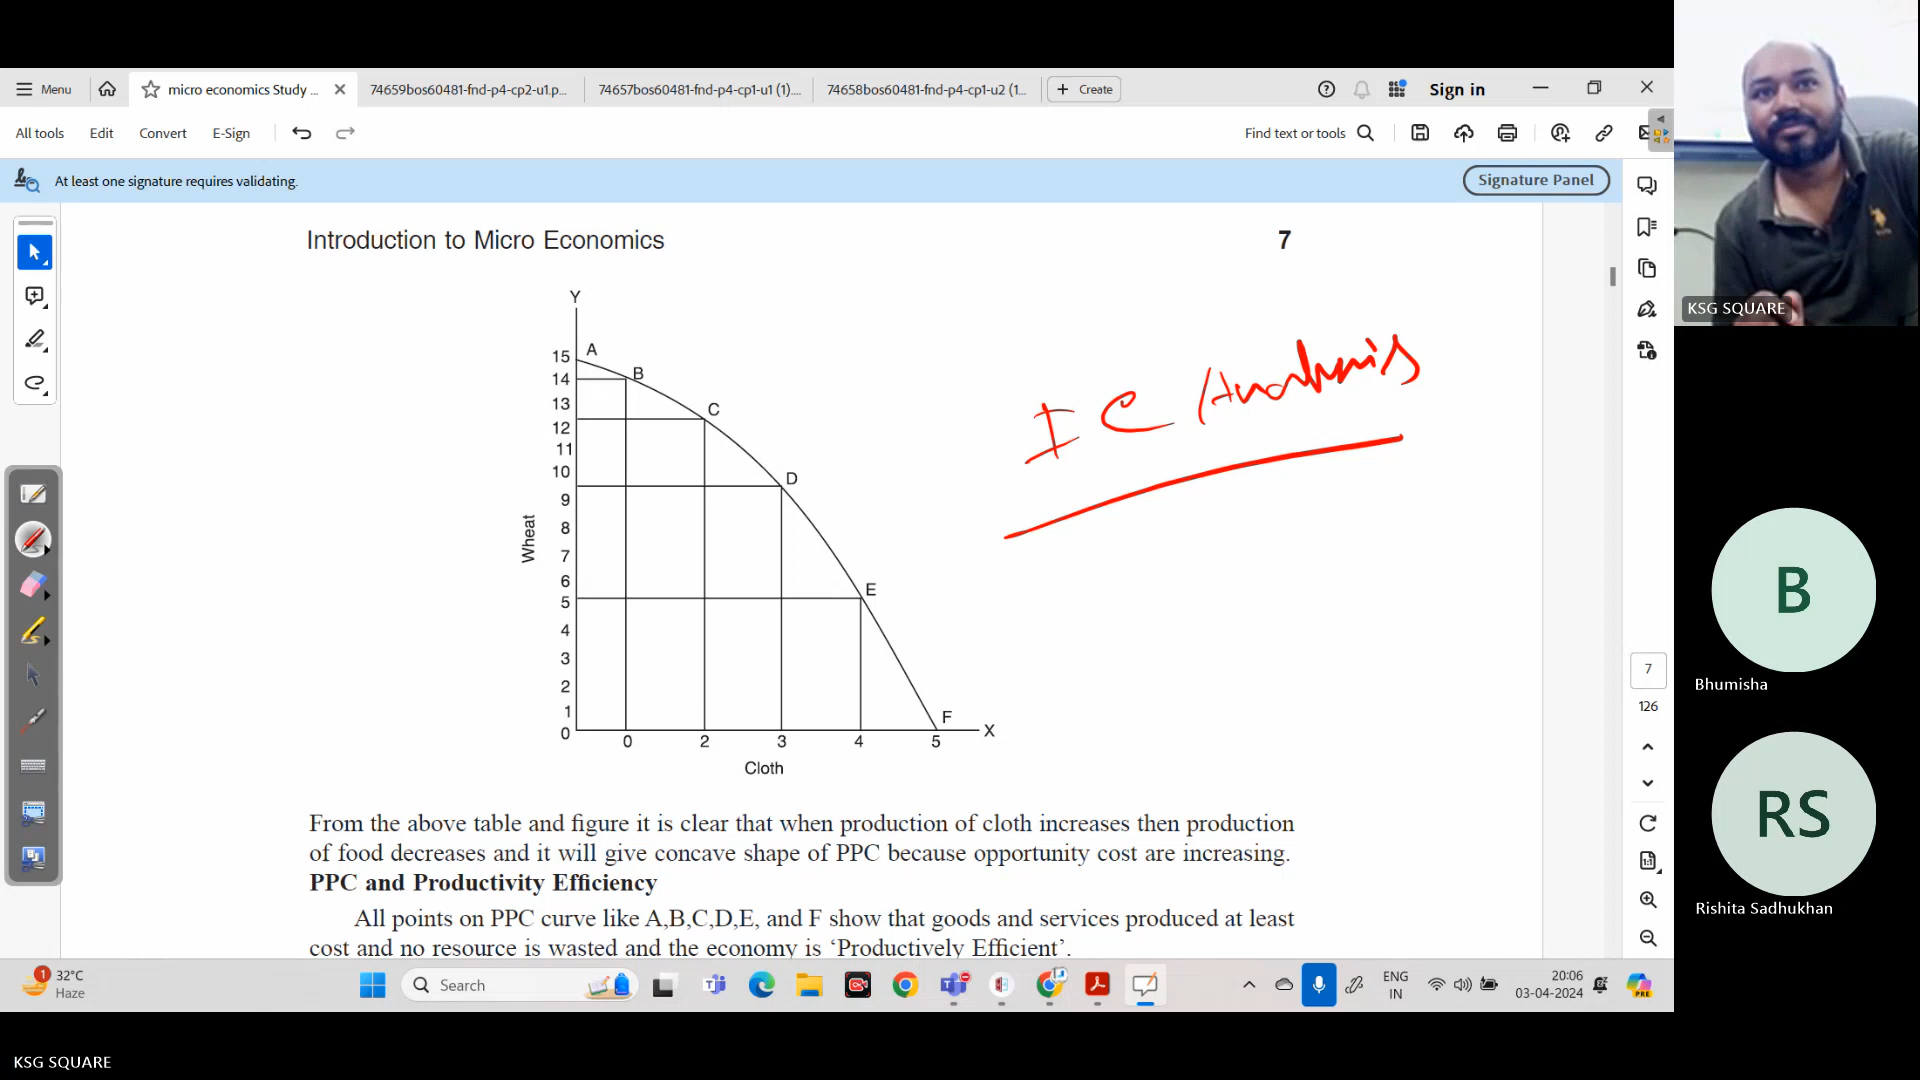 Menu
micro economics Study ...
74659bos60481-fnd-p4-cp2-u1.p...
74657bos60481-fnd-p4-cp1-u1 (1)....
74658bos60481-fnd-p4-cp1-u2 (1...
Create
Sign in
All tools
Edit
Convert
E-Sign
Find text or tools
At least one signature requires validating.
Signature Panel
KSG SQUARE
Introduction to Micro Economics
7
Y
15
14
13
12
11
10
9
8
7
6
5
4
3
2
1
0
A
B
C
D
E
F
X
Wheat
0
2
3
4
5
Cloth
I C Analysis
From the above table and figure it is clear that when production of cloth increases then production
of food decreases and it will give concave shape of PPC because opportunity cost are increasing.
PPC and Productivity Efficiency
All points on PPC curve like A,B,C,D,E, and F show that goods and services produced at least
cost and no resource is wasted and the economy is ‘Productively Efficient’.
7
126
1:1
B
Bhumisha
RS
Rishita Sadhukhan
1
32°C
Haze
Search
PRE
ENG
IN
20:06
03-04-2024
KSG SQUARE